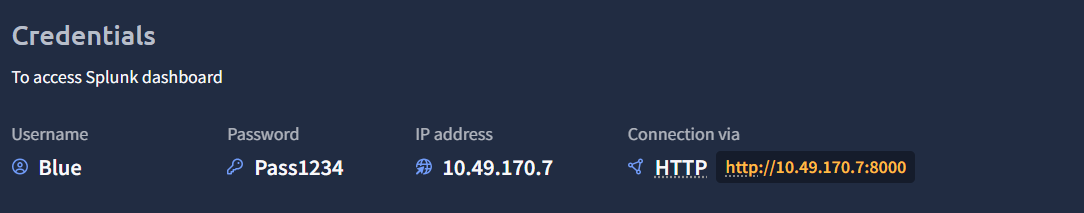 Credentials
To access Splunk dashboard
Username Password IP address Connection via
Blue Pass1234 10.49.170.7 HTTP http://10.49.170.7:8000